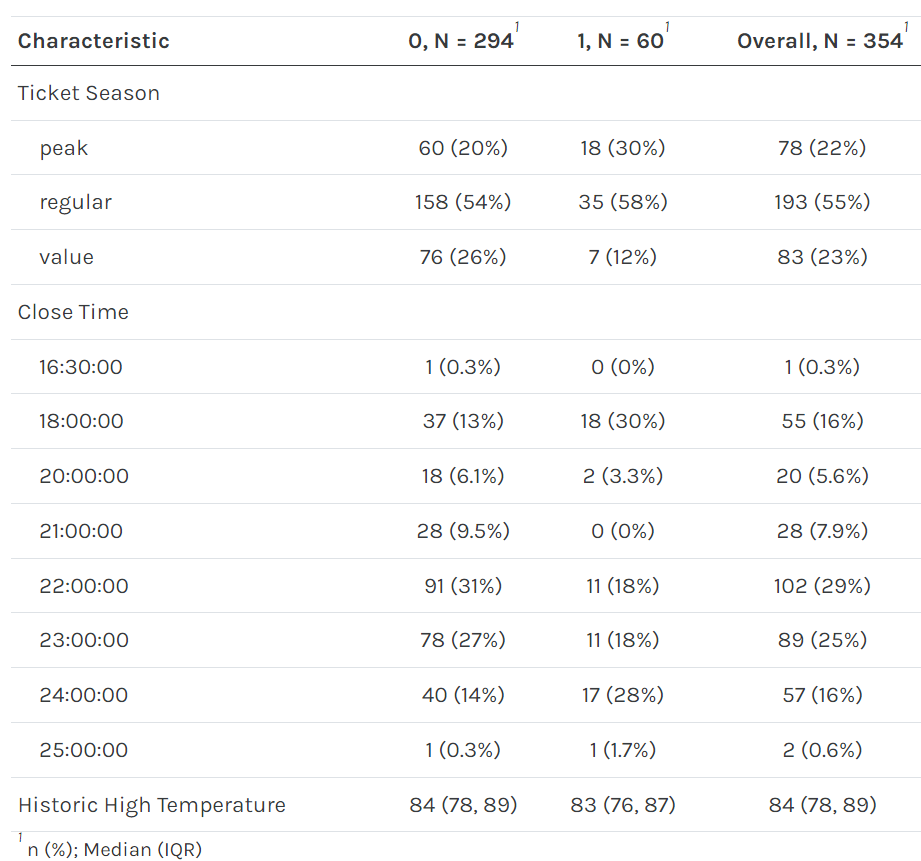 Characteristic 0, N = 294¹ 1, N = 60¹ Overall, N = 354¹
Ticket Season
peak 60 (20%) 18 (30%) 78 (22%)
regular 158 (54%) 35 (58%) 193 (55%)
value 76 (26%) 7 (12%) 83 (23%)
Close Time
16:30:00 1 (0.3%) 0 (0%) 1 (0.3%)
18:00:00 37 (13%) 18 (30%) 55 (16%)
20:00:00 18 (6.1%) 2 (3.3%) 20 (5.6%)
21:00:00 28 (9.5%) 0 (0%) 28 (7.9%)
22:00:00 91 (31%) 11 (18%) 102 (29%)
23:00:00 78 (27%) 11 (18%) 89 (25%)
24:00:00 40 (14%) 17 (28%) 57 (16%)
25:00:00 1 (0.3%) 1 (1.7%) 2 (0.6%)
Historic High Temperature 84 (78, 89) 83 (76, 87) 84 (78, 89)
¹ n (%); Median (IQR)